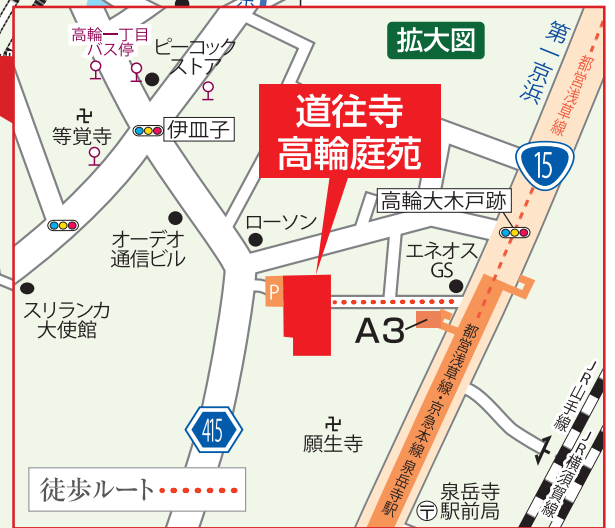 拡大図
高輪一丁目
バス停
ピーコック
ストア
第一京浜
都営浅草線
等覚寺
伊皿子
道往寺
高輪庭苑
15
高輪大木戸跡
ローソン
オーデオ
通信ビル
エネオス
GS
スリランカ
大使館
P
A3
都営浅草線・京急本線 泉岳寺駅
JR山手線
JR横須賀線
415
願生寺
泉岳寺
駅前局
徒歩ルート